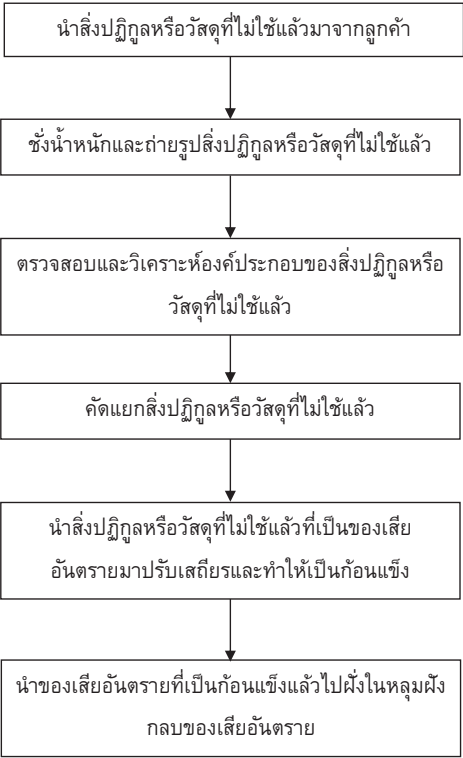 นำสิ่งปฏิกูลหรือวัสดุที่ไม่ใช้แล้วมาจากลูกค้า
ชั่งน้ำหนักและถ่ายรูปสิ่งปฏิกูลหรือวัสดุที่ไม่ใช้แล้ว
ตรวจสอบและวิเคราะห์องค์ประกอบของสิ่งปฏิกูลหรือ
วัสดุที่ไม่ใช้แล้ว
คัดแยกสิ่งปฏิกูลหรือวัสดุที่ไม่ใช้แล้ว
นำสิ่งปฏิกูลหรือวัสดุที่ไม่ใช้แล้วที่เป็นของเสีย
อันตรายมาปรับเสถียรและทำให้เป็นก้อนแข็ง
นำของเสียอันตรายที่เป็นก้อนแข็งแล้วไปฝังในหลุมฝัง
กลบของเสียอันตราย